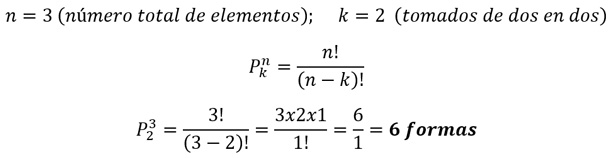 n = 3 (número total de elementos);    k = 2  (tomados de dos en dos)
P_k^n = n! / (n − k)!
P_2^3 = 3! / (3 − 2)! = 3x2x1 / 1! = 6 / 1 = 6 formas